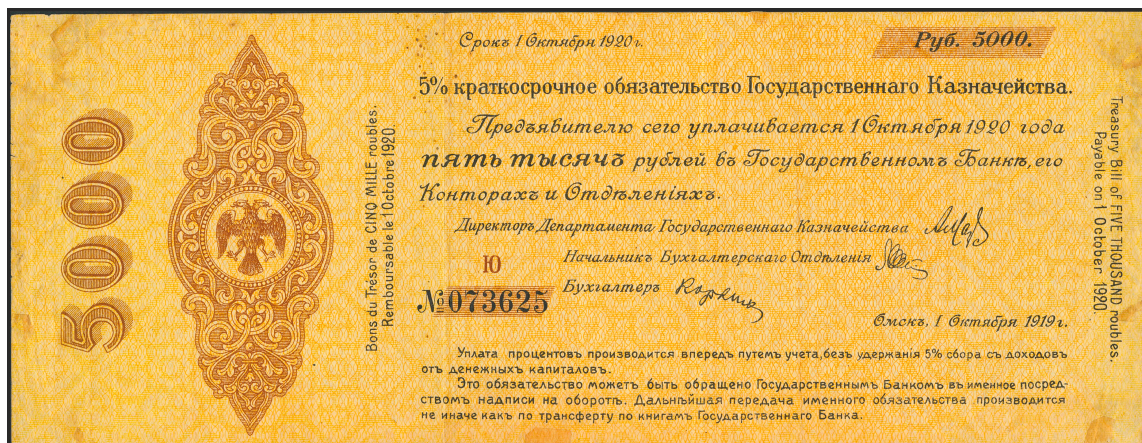 5000
Bons du Trésor de CINQ MILLE roubles.
Remboursable le 1 Octobre 1920.
Срокъ 1 Октября 1920 г.
Руб. 5000.
5% краткосрочное обязательство Государственнаго Казначейства.
Предъявителю сего уплачивается 1 Октября 1920 года
пять тысячъ рублей въ Государственномъ Банкѣ, его
Конторахъ и Отдѣленіяхъ.
Директоръ Департамента Государственнаго Казначейства
Начальникъ Бухгалтерскаго Отдѣленія
Ю
Бухгалтеръ
№ 073625
Омскъ, 1 Октября 1919 г.
Уплата процентовъ производится впередъ путемъ учета, безъ удержанія 5% сбора съ доходовъ
отъ денежныхъ капиталовъ.
Это обязательство можетъ быть обращено Государственнымъ Банкомъ въ именное посред-
ствомъ надписи на оборотѣ. Дальнѣйшая передача именного обязательства производится
не иначе какъ по трансферту по книгамъ Государственнаго Банка.
Treasury Bill of FIVE THOUSAND roubles.
Payable on 1 October 1920.